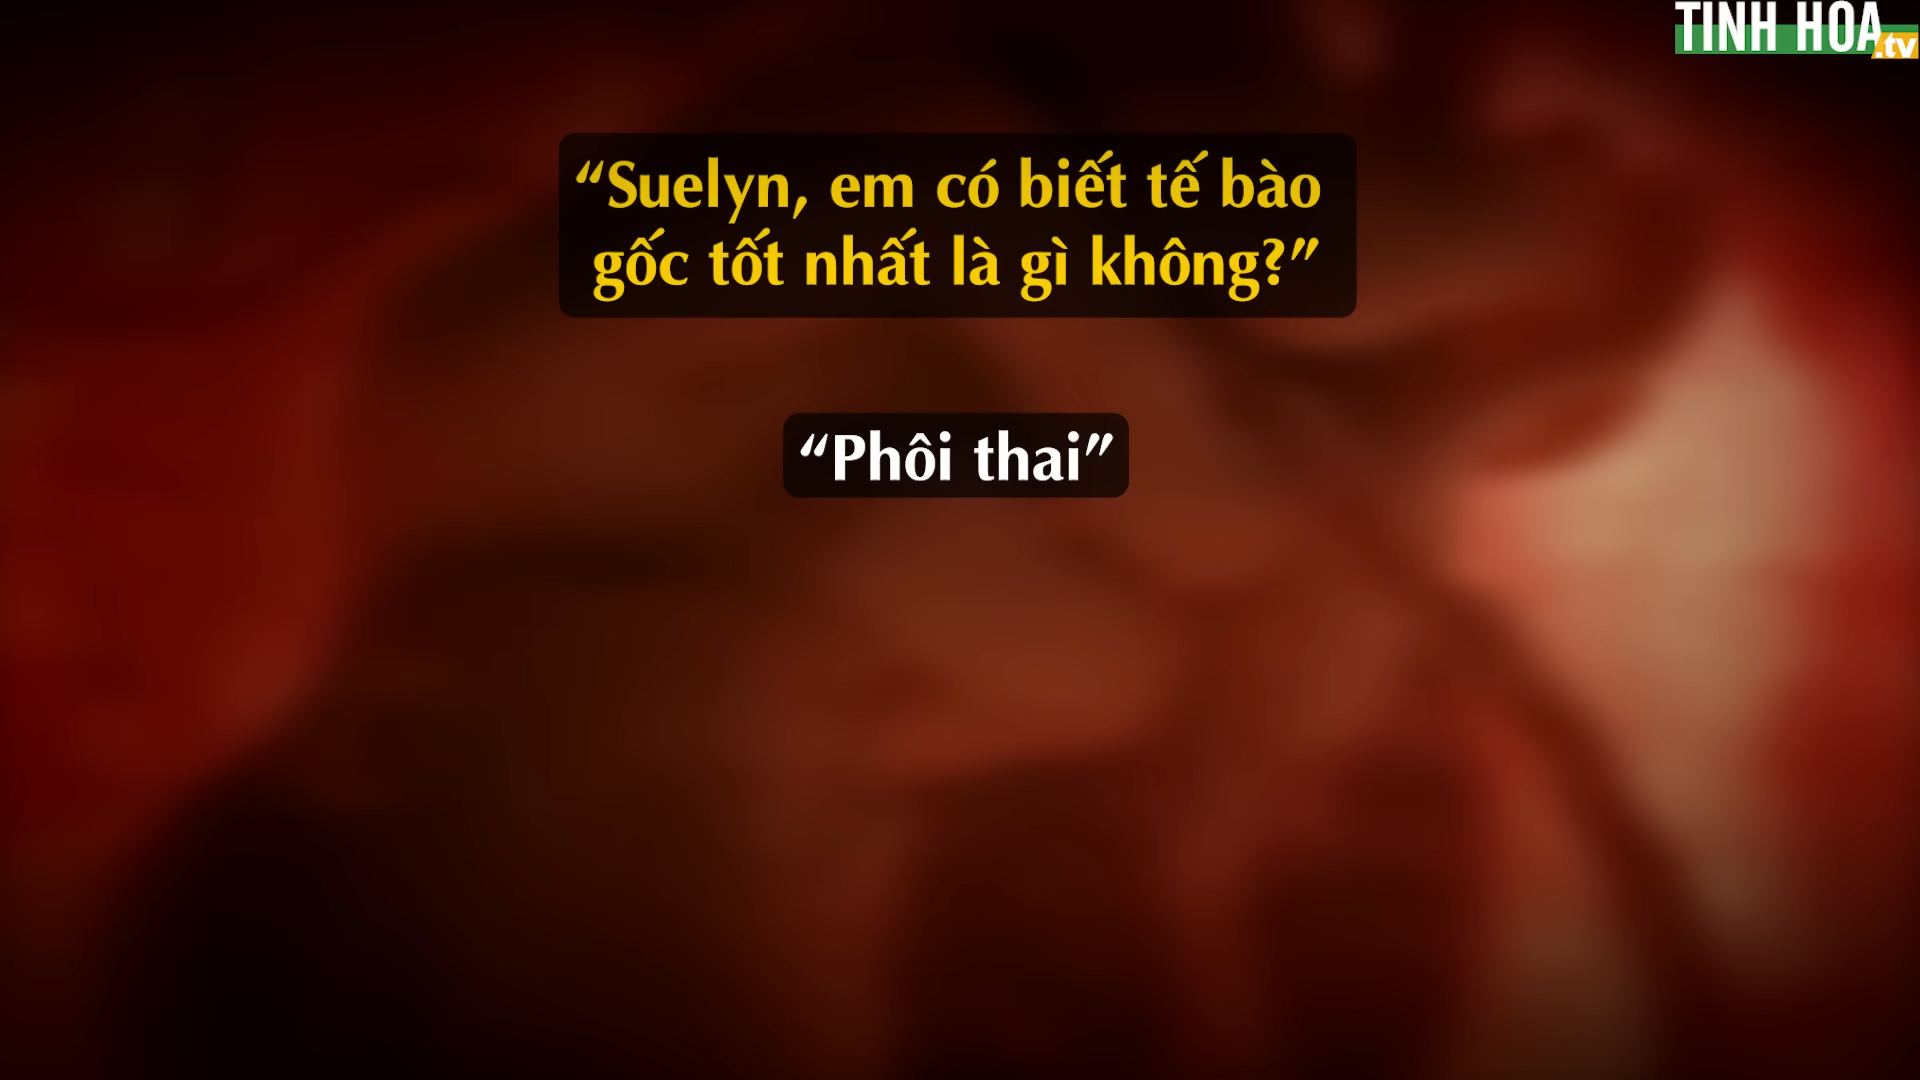 TINH HOA
.tv
“Suelyn, em có biết tế bào
gốc tốt nhất là gì không?”
“Phôi thai”